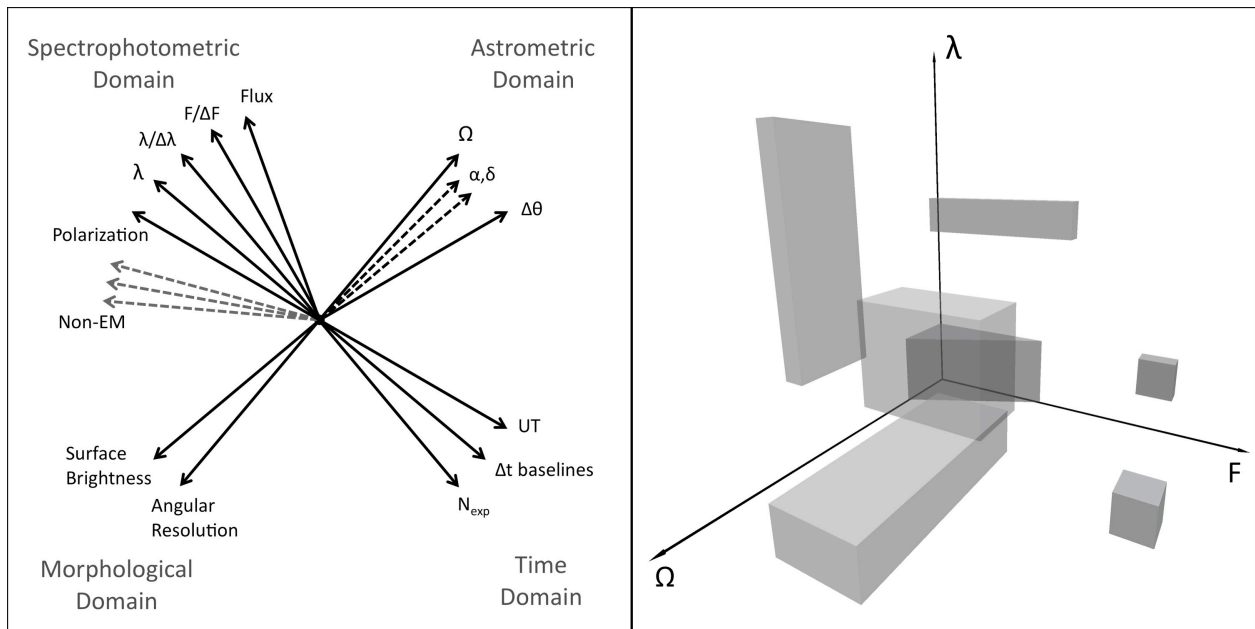 Spectrophotometric
Domain
Astrometric
Domain
Flux
F/ΔF
λ/Δλ
λ
Polarization
Non-EM
Ω
α,δ
Δθ
Surface
Brightness
Angular
Resolution
UT
Δt baselines
Nexp
Morphological
Domain
Time
Domain
λ
F
Ω